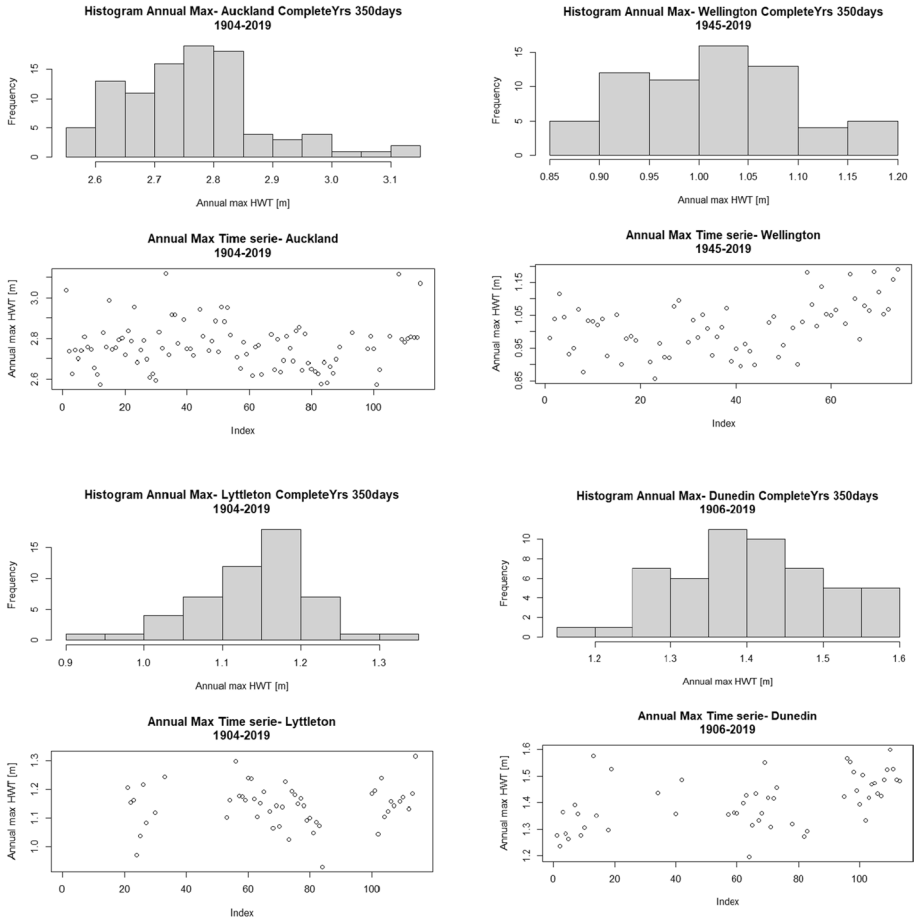 Histogram Annual Max- Auckland CompleteYrs 350days
1904-2019
Frequency
0 5 10 15
2.6 2.7 2.8 2.9 3.0 3.1
Annual max HWT [m]
Annual Max Time serie- Auckland
1904-2019
Annual max HWT [m]
2.6 2.8 3.0
0 20 40 60 80 100
Index
Histogram Annual Max- Wellington CompleteYrs 350days
1945-2019
Frequency
0 5 10 15
0.85 0.90 0.95 1.00 1.05 1.10 1.15 1.20
Annual max HWT [m]
Annual Max Time serie- Wellington
1945-2019
Annual max HWT [m]
0.85 0.95 1.05 1.15
0 20 40 60
Index
Histogram Annual Max- Lyttleton CompleteYrs 350days
1904-2019
Frequency
0 5 10 15
0.9 1.0 1.1 1.2 1.3
Annual max HWT [m]
Annual Max Time serie- Lyttleton
1904-2019
Annual max HWT [m]
1.0 1.1 1.2 1.3
0 20 40 60 80 100
Index
Histogram Annual Max- Dunedin CompleteYrs 350days
1906-2019
Frequency
0 2 4 6 8 10
1.2 1.3 1.4 1.5 1.6
Annual max HWT [m]
Annual Max Time serie- Dunedin
1906-2019
Annual max HWT [m]
1.2 1.3 1.4 1.5 1.6
0 20 40 60 80 100
Index